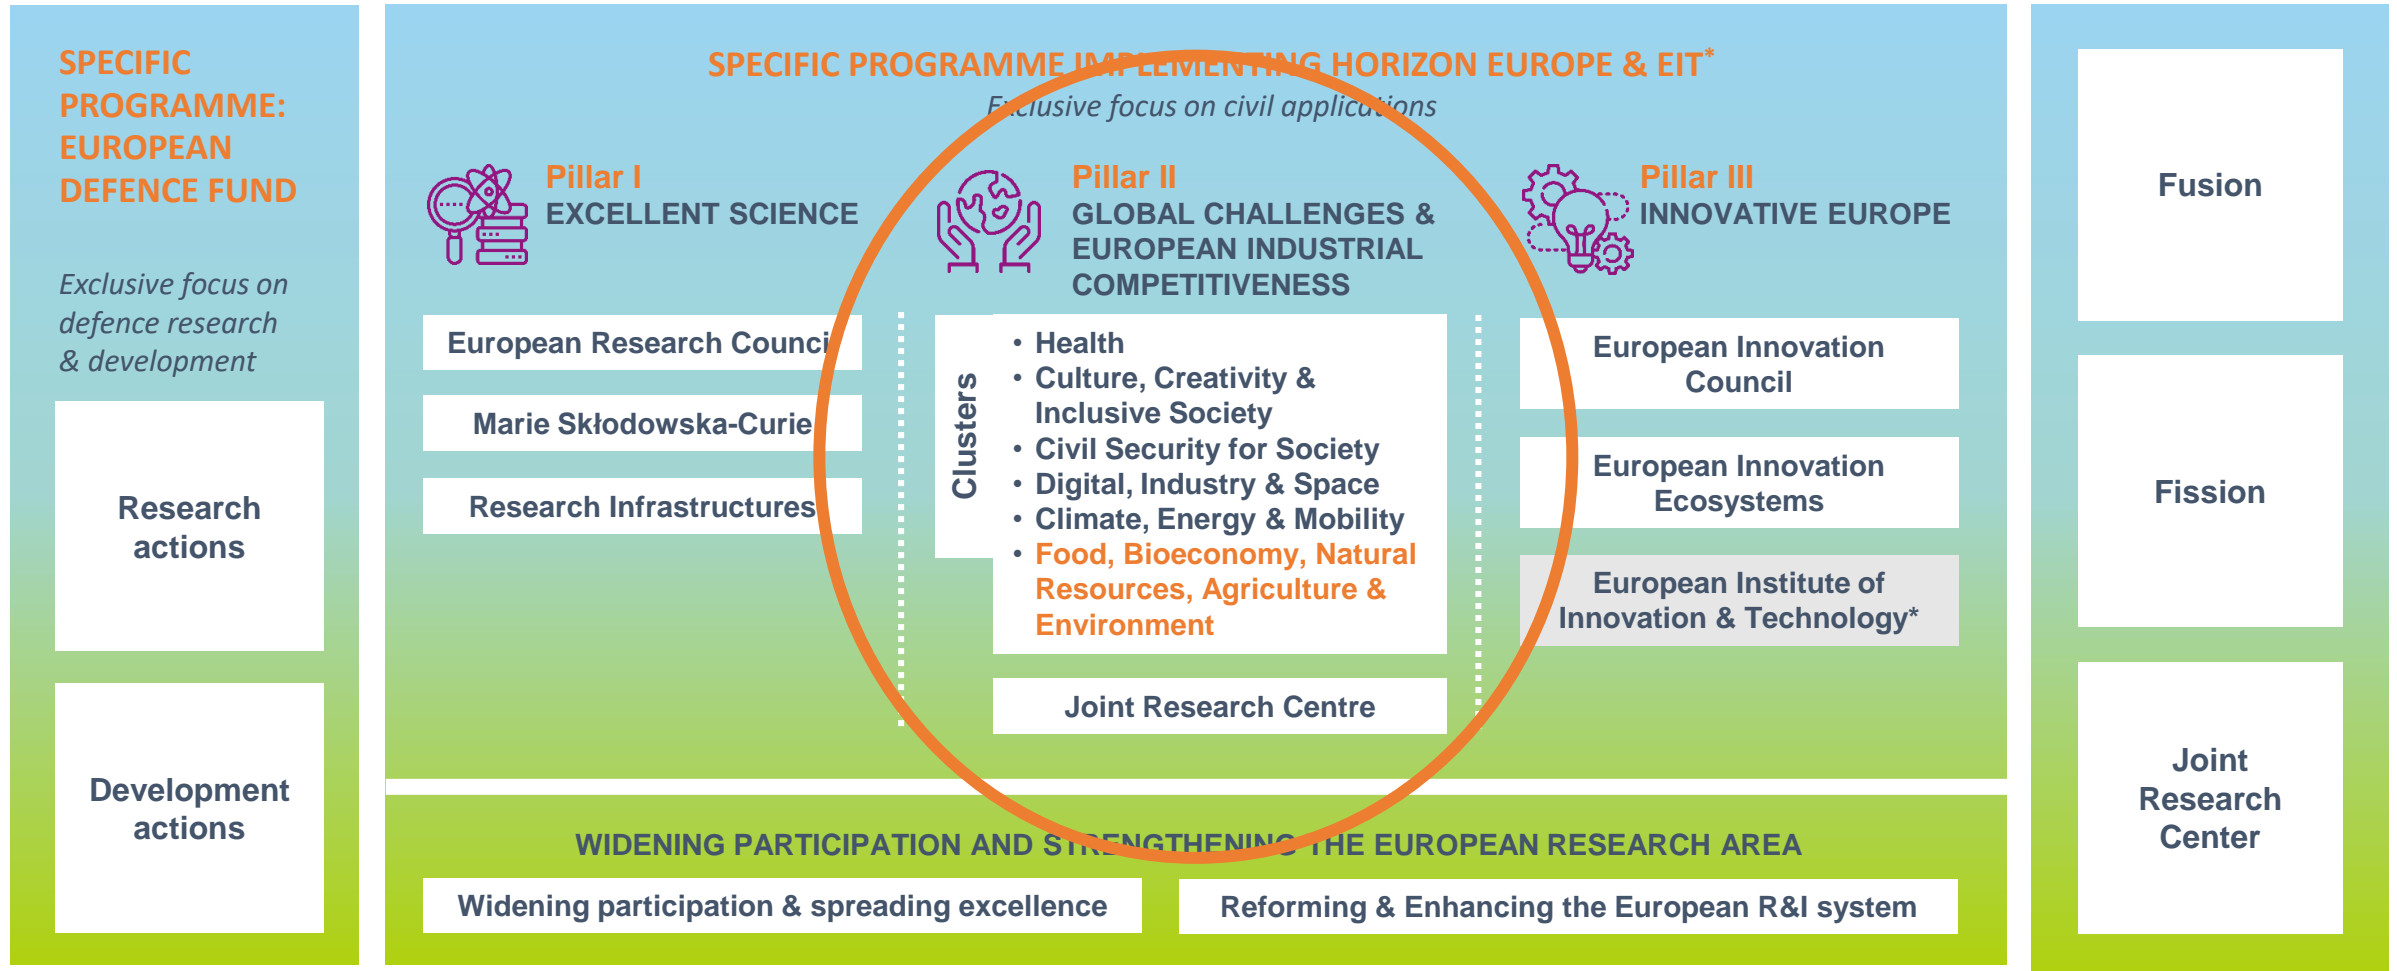 SPECIFIC
PROGRAMME:
EUROPEAN
DEFENCE FUND
Exclusive focus on
defence research
& development
Research
actions
Development
actions
SPECIFIC PROGRAMME IMPLEMENTING HORIZON EUROPE & EIT*
Exclusive focus on civil applications
Pillar I
EXCELLENT SCIENCE
European Research Council
Marie Skłodowska-Curie
Research Infrastructures
Pillar II
GLOBAL CHALLENGES &
EUROPEAN INDUSTRIAL
COMPETITIVENESS
Clusters
• Health
• Culture, Creativity &
Inclusive Society
• Civil Security for Society
• Digital, Industry & Space
• Climate, Energy & Mobility
• Food, Bioeconomy, Natural
Resources, Agriculture &
Environment
Joint Research Centre
Pillar III
INNOVATIVE EUROPE
European Innovation
Council
European Innovation
Ecosystems
European Institute of
Innovation & Technology*
WIDENING PARTICIPATION AND STRENGTHENING THE EUROPEAN RESEARCH AREA
Widening participation & spreading excellence
Reforming & Enhancing the European R&I system
Fusion
Fission
Joint
Research
Center